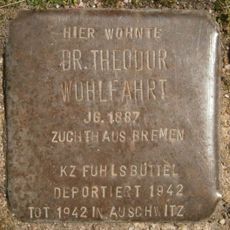 HIER WOHNTE
DR. THEODOR
WOHLFAHRT
JG. 1887
ZUCHTHAUS BREMEN
KZ FUHLSBÜTTEL
DEPORTIERT 1942
TOT 1942 IN AUSCHWITZ